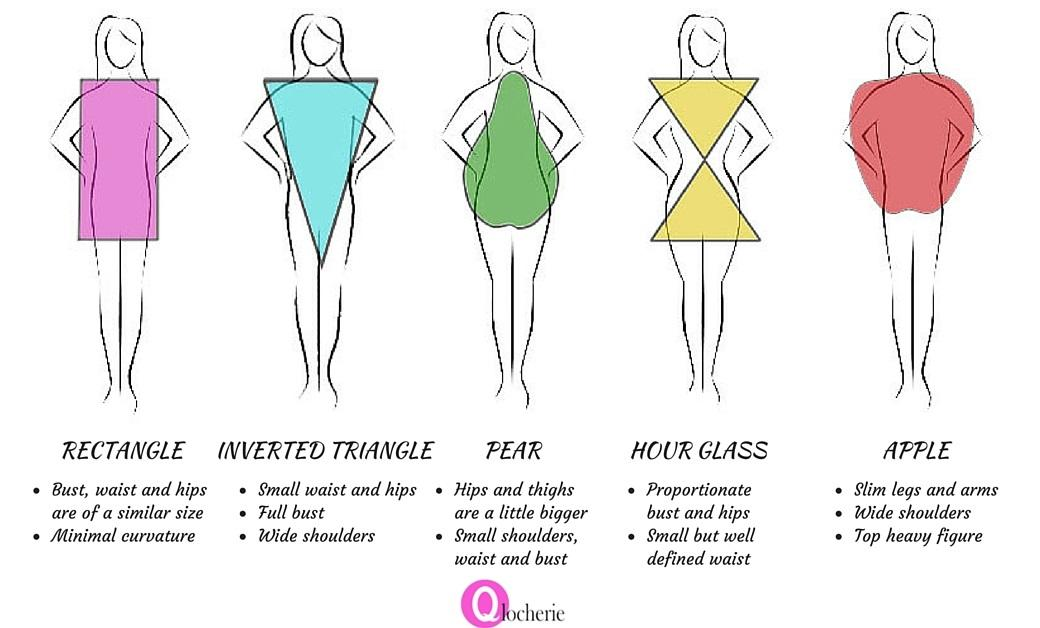 RECTANGLE
Bust, waist and hips
are of a similar size
Minimal curvature
INVERTED TRIANGLE
Small waist and hips
Full bust
Wide shoulders
PEAR
Hips and thighs
are a little bigger
Small shoulders,
waist and bust
HOUR GLASS
Proportionate
bust and hips
Small but well
defined waist
APPLE
Slim legs and arms
Wide shoulders
Top heavy figure
Qlocherie